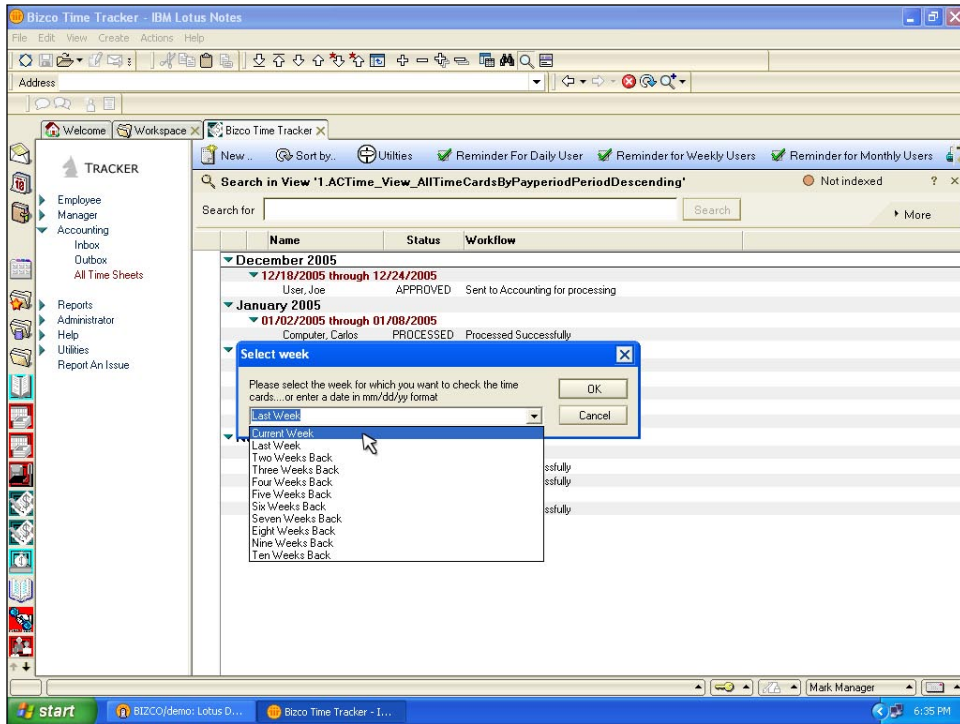 Bizco Time Tracker - IBM Lotus Notes
File Edit View Create Actions Help
Address
Welcome Workspace Bizco Time Tracker
TRACKER
New .. Sort by.. Utilties Reminder For Daily User Reminder for Weekly Users Reminder for Monthly Users
Search in View '1.ACTime_View_AllTimeCardsByPayperiodPeriodDescending' Not indexed ? ×
Search for Search More
Employee
Manager
Accounting
Inbox
Outbox
All Time Sheets
Reports
Administrator
Help
Utilities
Report An Issue
Name Status Workflow
December 2005
12/18/2005 through 12/24/2005
User, Joe APPROVED Sent to Accounting for processing
January 2005
01/02/2005 through 01/08/2005
Computer, Carlos PROCESSED Processed Successfully
Select week
Please select the week for which you want to check the time
cards....or enter a date in mm/dd/yy format
OK
Cancel
Last Week
Current Week
Last Week
Two Weeks Back
Three Weeks Back
Four Weeks Back
Five Weeks Back
Six Weeks Back
Seven Weeks Back
Eight Weeks Back
Nine Weeks Back
Ten Weeks Back
ssfully
ssfully
ssfully
Mark Manager
start BIZCO/demo: Lotus D... Bizco Time Tracker - I... 6:35 PM